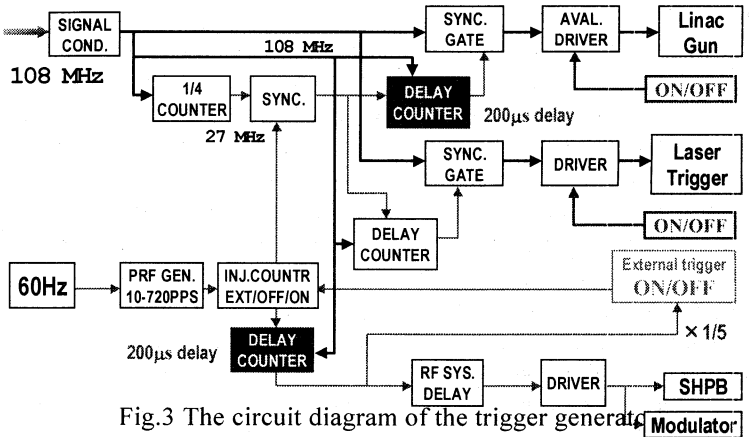 SIGNAL
COND.
108 MHz
108 MHz
SYNC.
GATE
AVAL.
DRIVER
Linac
Gun
ON/OFF
1/4
COUNTER
27 MHz
SYNC.
DELAY
COUNTER
200µs delay
SYNC.
GATE
DRIVER
Laser
Trigger
ON/OFF
DELAY
COUNTER
60Hz
PRF GEN.
10-720PPS
INJ.COUNTR
EXT/OFF/ON
External trigger
ON/OFF
×1/5
200µs delay
DELAY
COUNTER
RF SYS.
DELAY
DRIVER
SHPB
Modulator
Fig.3 The circuit diagram of the trigger generato